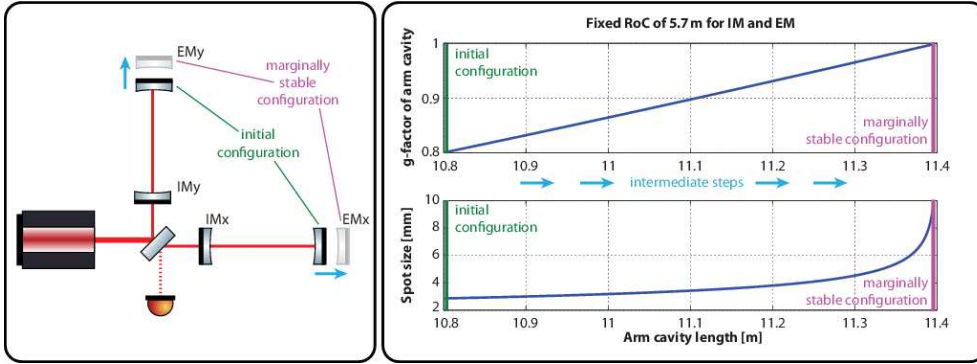 EMy
marginally
stable
configuration
initial
configuration
IMy
IMx
EMx
Fixed RoC of 5.7 m for IM and EM
g-factor of arm cavity
1
0.9
0.8
initial
configuration
marginally
stable configuration
10.8 10.9 11 11.1 11.2 11.3 11.4
intermediate steps
Spot size [mm]
10
8
6
4
2
initial
configuration
marginally
stable configuration
10.8 10.9 11 11.1 11.2 11.3 11.4
Arm cavity length [m]